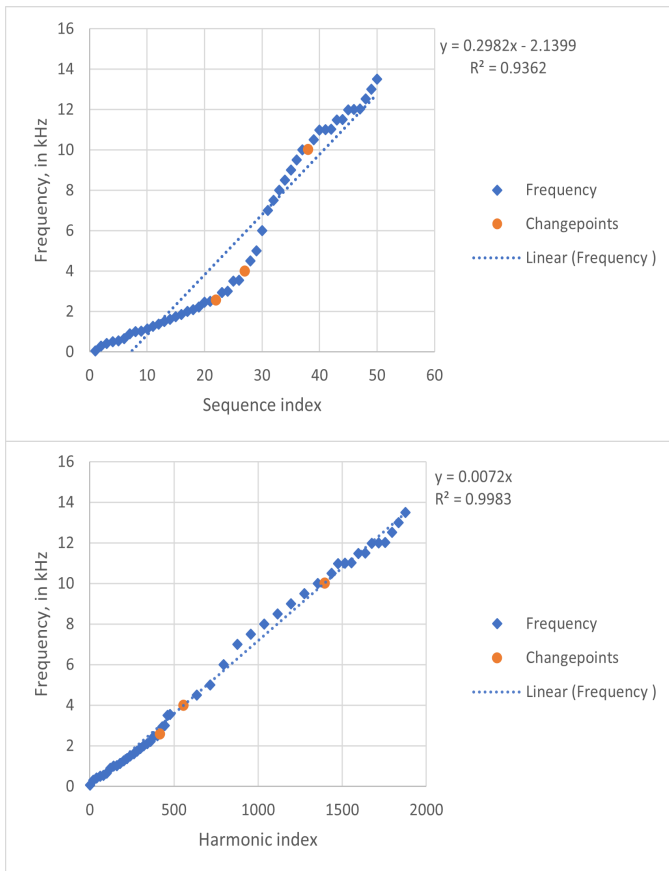 16
14
12
10
8
6
4
2
0
Frequency, in kHz
0 10 20 30 40 50 60
Sequence index
y = 0.2982x - 2.1399
R² = 0.9362
Frequency
Changepoints
Linear (Frequency )
16
14
12
10
8
6
4
2
0
Frequency, in kHz
0 500 1000 1500 2000
Harmonic index
y = 0.0072x
R² = 0.9983
Frequency
Changepoints
Linear (Frequency )